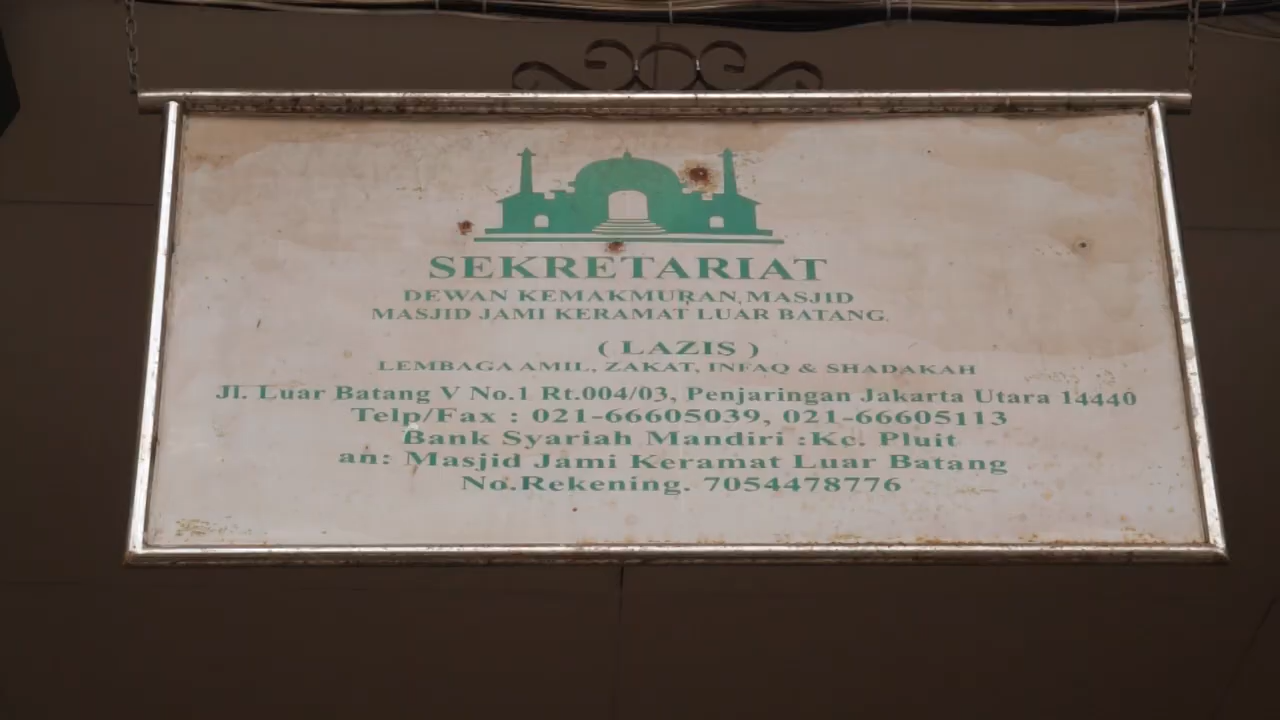 SEKRETARIAT
DEWAN KEMAKMURAN MASJID
MASJID JAMI KERAMAT LUAR BATANG
( LAZIS )
LEMBAGA AMIL, ZAKAT, INFAQ & SHADAKAH
Jl. Luar Batang V No.1 Rt.004/03, Penjaringan Jakarta Utara 14440
Telp/Fax : 021-66605039, 021-66605113
Bank Syariah Mandiri :Kc. Pluit
an: Masjid Jami Keramat Luar Batang
No.Rekening. 7054478776